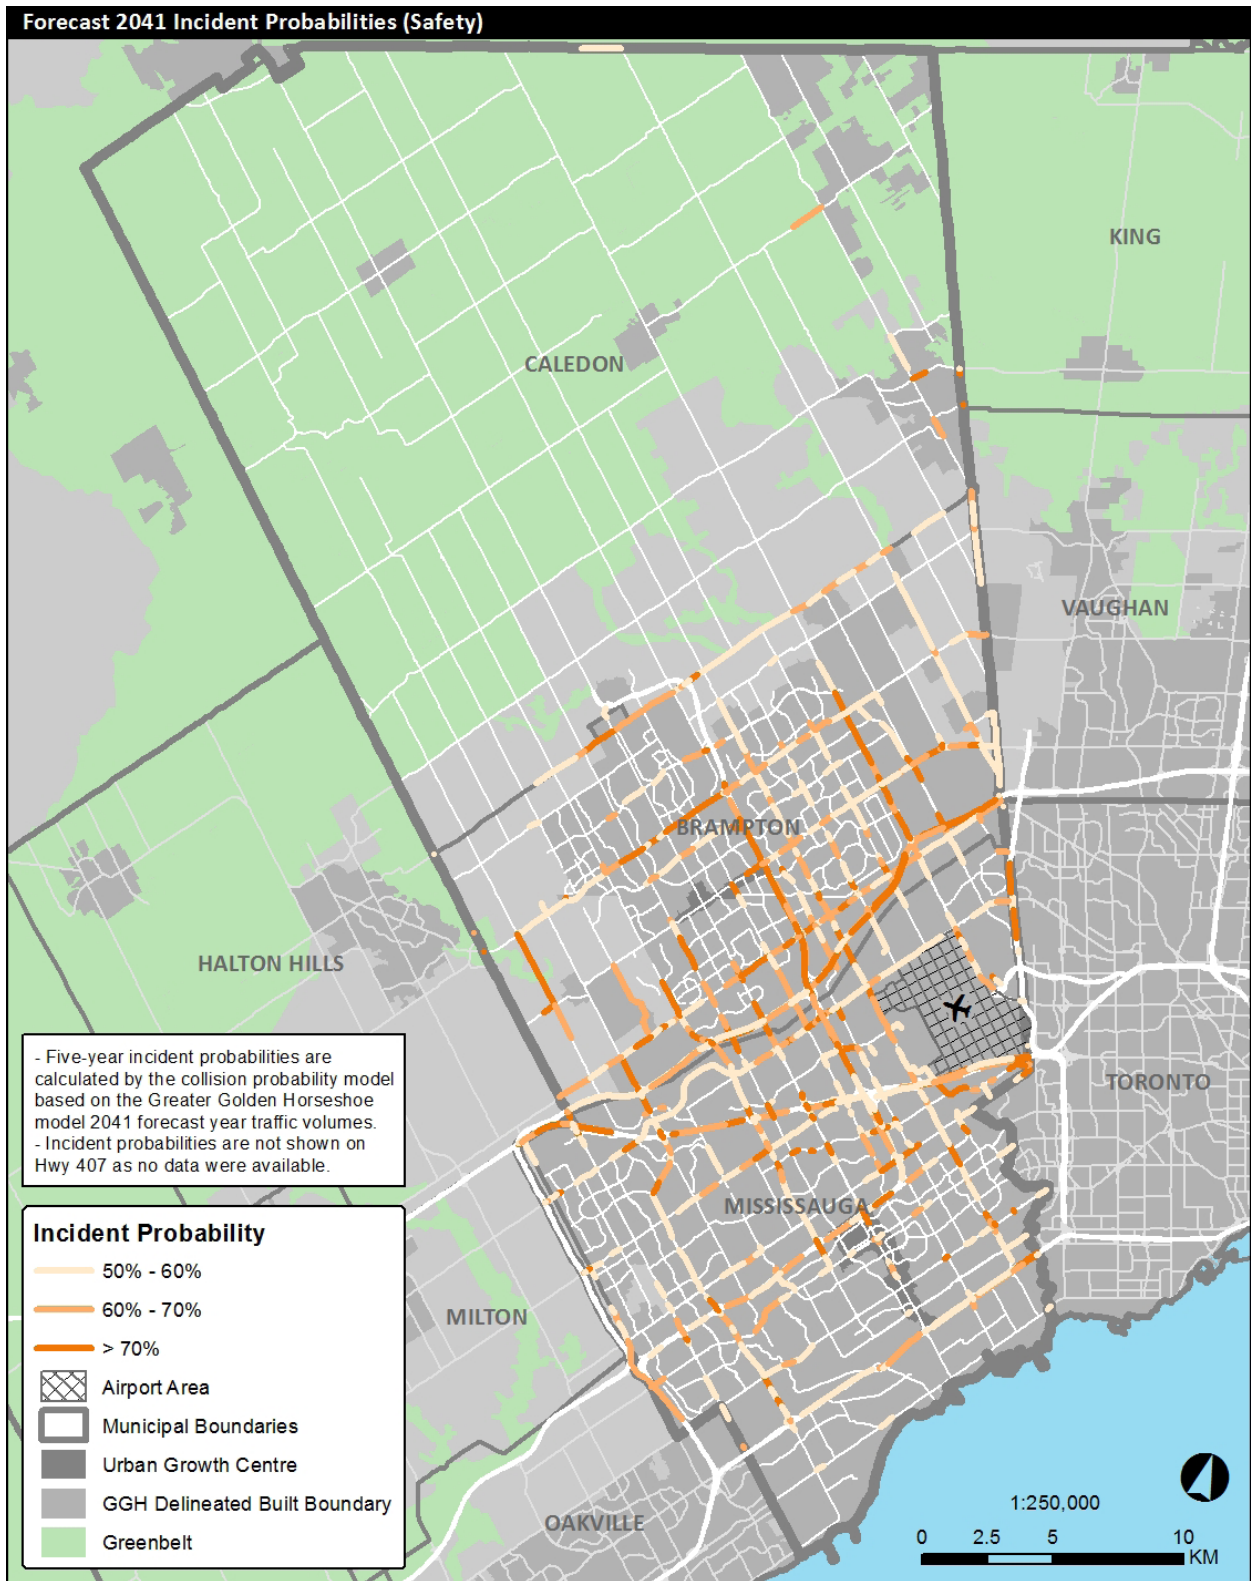 Forecast 2041 Incident Probabilities (Safety)
KING
CALEDON
VAUGHAN
BRAMPTON
HALTON HILLS
- Five-year incident probabilities are
calculated by the collision probability model
based on the Greater Golden Horseshoe
model 2041 forecast year traffic volumes.
- Incident probabilities are not shown on
Hwy 407 as no data were available.
TORONTO
MISSISSAUGA
MILTON
OAKVILLE
Incident Probability
50% - 60%
60% - 70%
> 70%
Airport Area
Municipal Boundaries
Urban Growth Centre
GGH Delineated Built Boundary
Greenbelt
1:250,000
0 2.5 5 10
KM